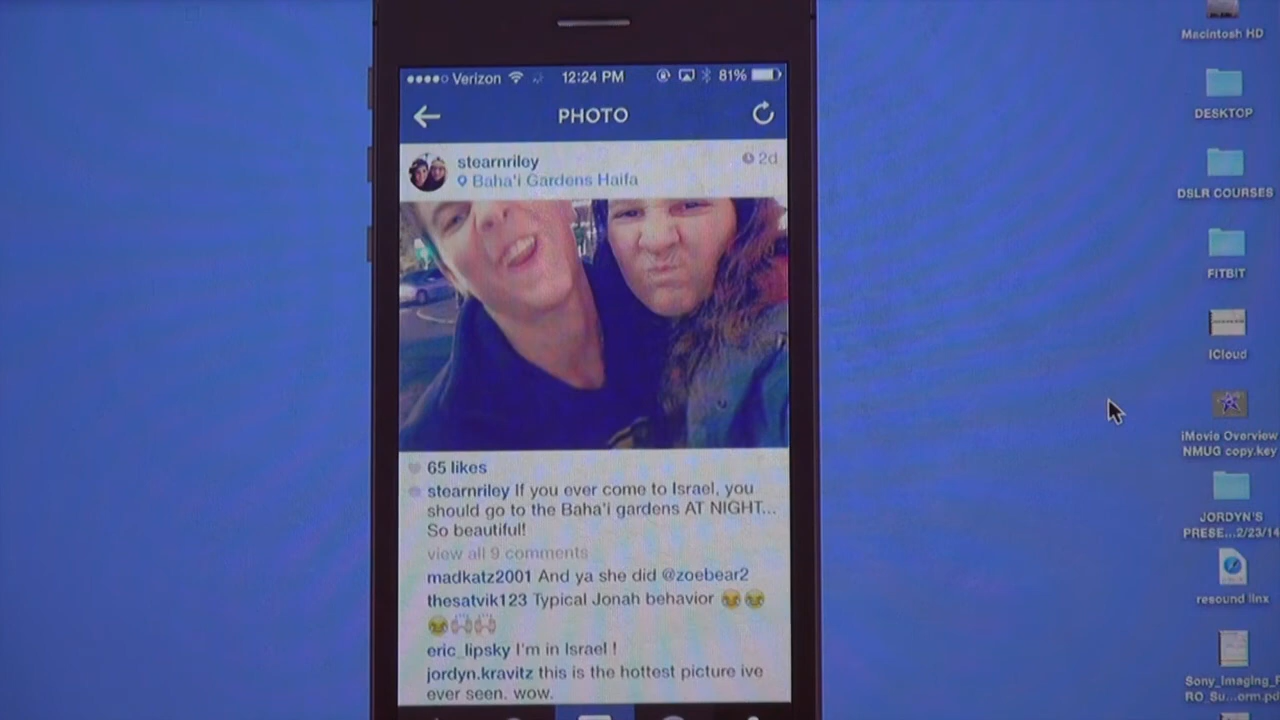 Verizon 12:24 PM 81%
PHOTO
stearnriley 2d
Baha'i Gardens Haifa
65 likes
stearnriley If you ever come to Israel, you
should go to the Baha'i gardens AT NIGHT...
So beautiful!
view all 9 comments
madkatz2001 And ya she did @zoebear2
thesatvik123 Typical Jonah behavior 😂😂
😂🙌🙌
eric_lipsky I'm in Israel !
jordyn.kravitz this is the hottest picture ive
ever seen. wow.
Macintosh HD
DESKTOP
DSLR COURSES
FITBIT
iCloud
iMovie Overview
NMUG copy.key
JORDYN'S
PRESE...2/23/14
resound linx
Sony_Imaging_P
RO_Su...orm.pd